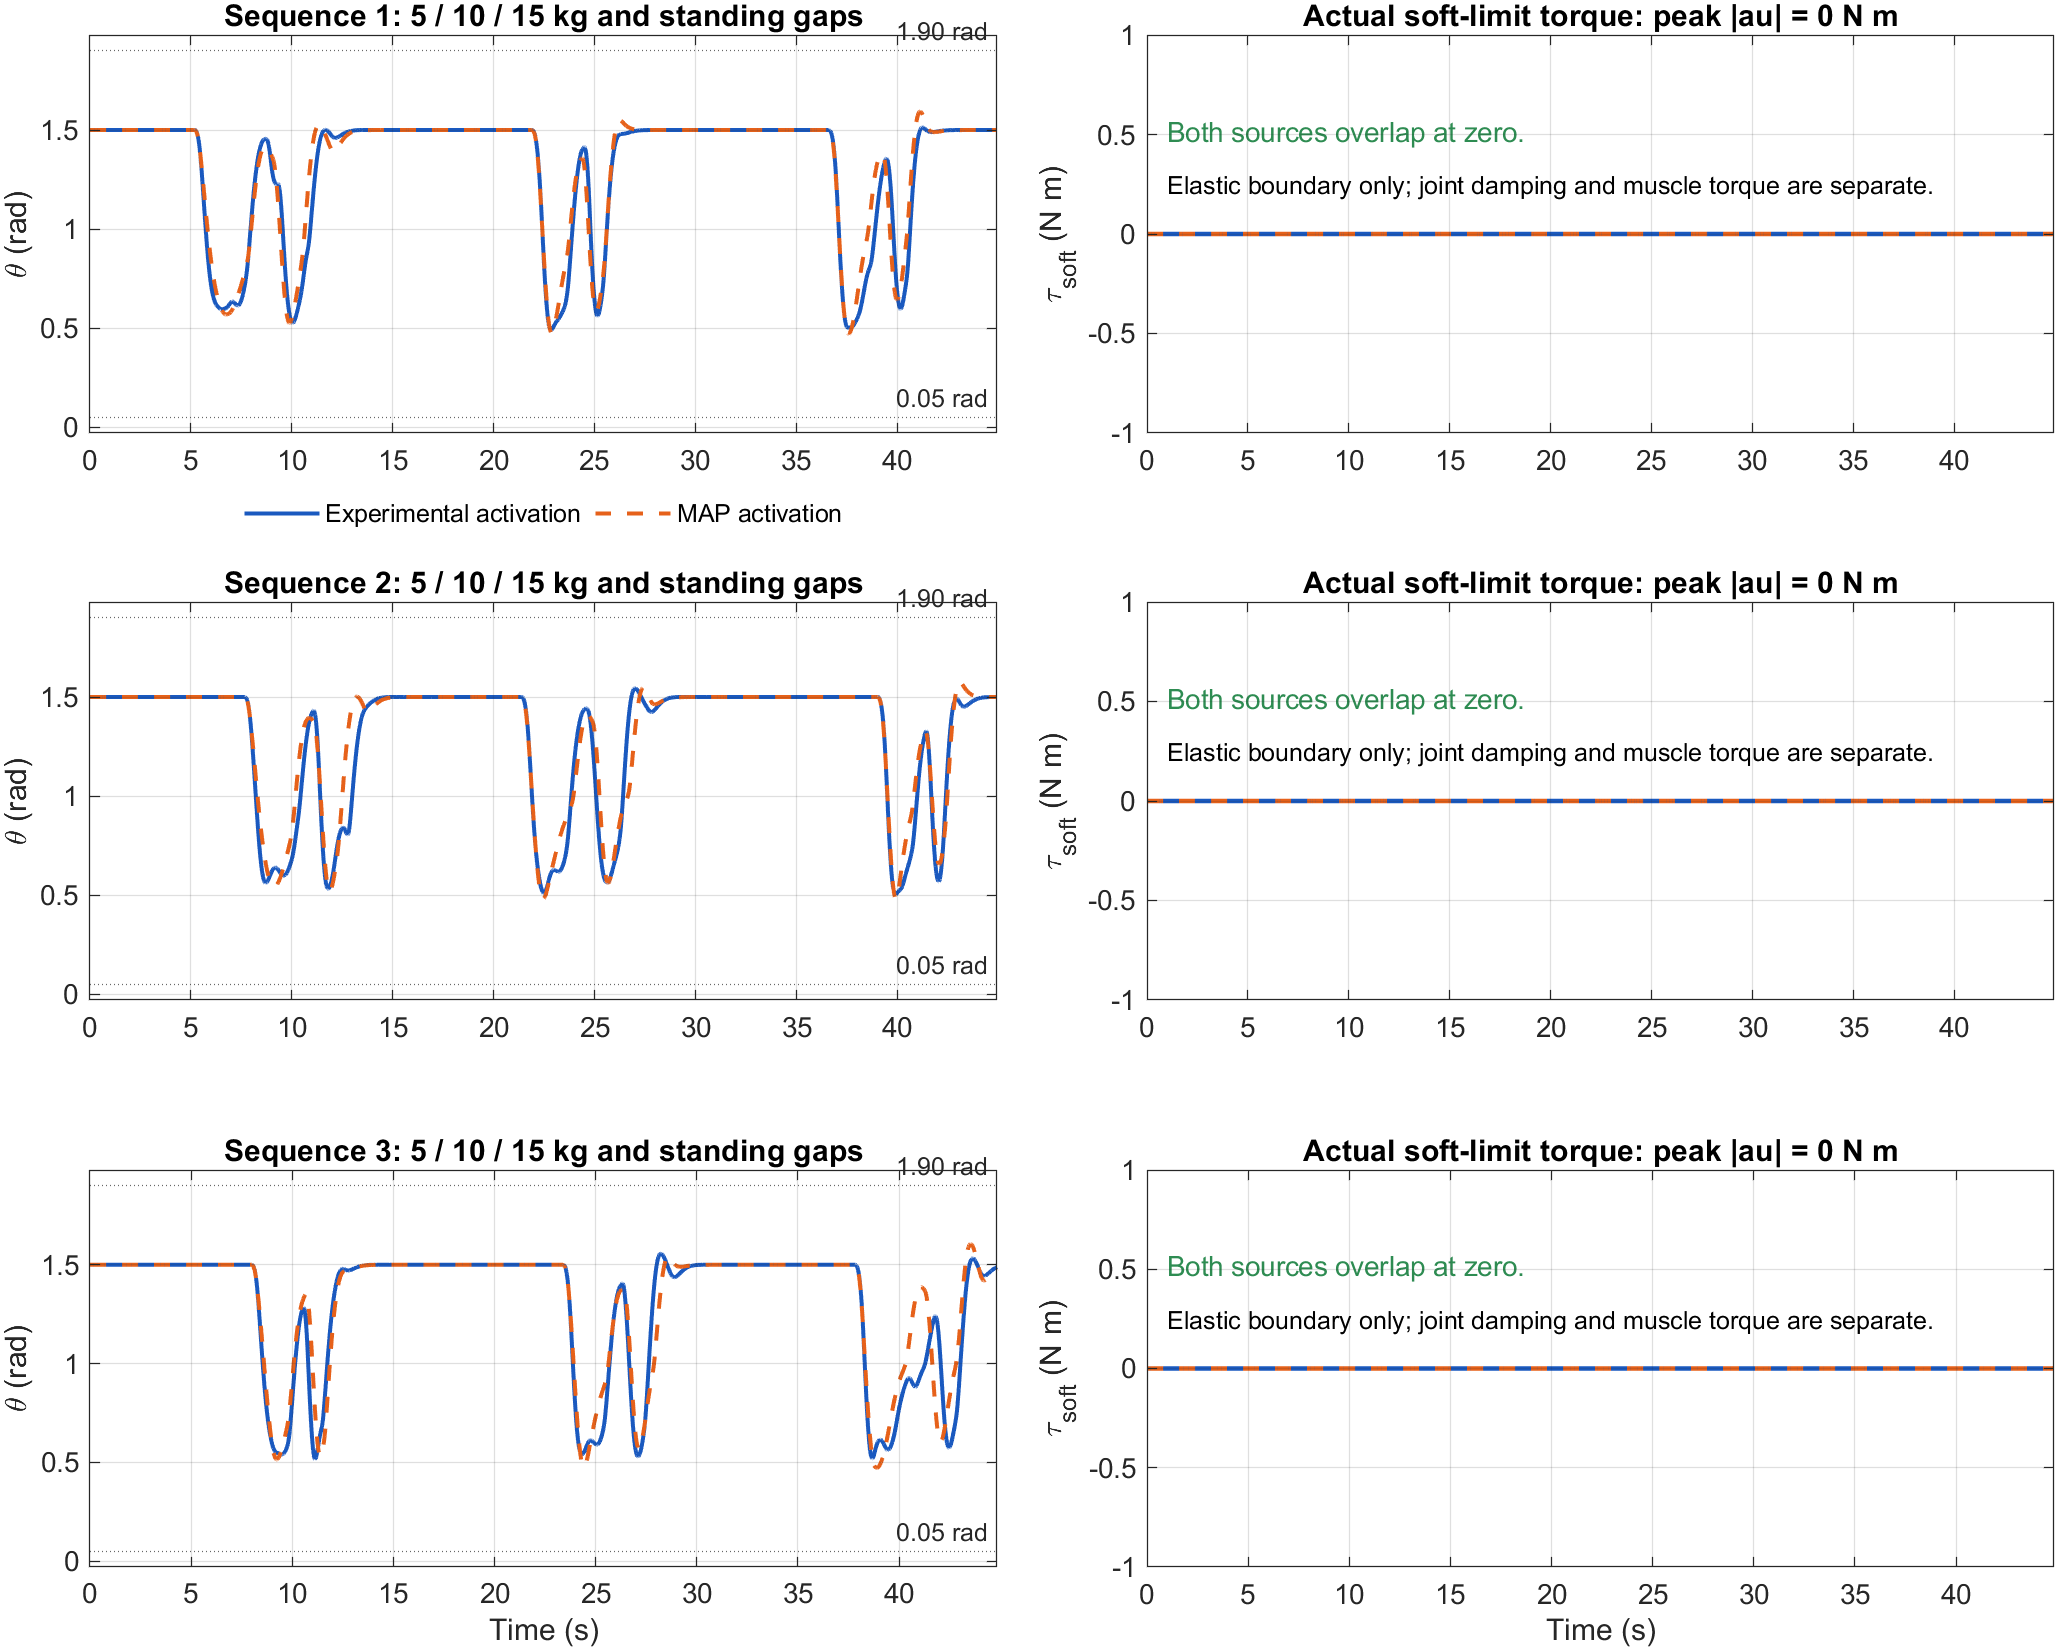 Sequence 1: 5 / 10 / 15 kg and standing gaps
1.90 rad
1.5
1
0.5
0
θ (rad)
0.05 rad
0 5 10 15 20 25 30 35 40
Experimental activation MAP activation
Actual soft-limit torque: peak |au| = 0 N m
1
0.5
0
-0.5
-1
τsoft (N m)
Both sources overlap at zero.
Elastic boundary only; joint damping and muscle torque are separate.
0 5 10 15 20 25 30 35 40
Sequence 2: 5 / 10 / 15 kg and standing gaps
1.90 rad
1.5
1
0.5
0
θ (rad)
0.05 rad
0 5 10 15 20 25 30 35 40
Actual soft-limit torque: peak |au| = 0 N m
1
0.5
0
-0.5
-1
τsoft (N m)
Both sources overlap at zero.
Elastic boundary only; joint damping and muscle torque are separate.
0 5 10 15 20 25 30 35 40
Sequence 3: 5 / 10 / 15 kg and standing gaps
1.90 rad
1.5
1
0.5
0
θ (rad)
0.05 rad
0 5 10 15 20 25 30 35 40
Time (s)
Actual soft-limit torque: peak |au| = 0 N m
1
0.5
0
-0.5
-1
τsoft (N m)
Both sources overlap at zero.
Elastic boundary only; joint damping and muscle torque are separate.
0 5 10 15 20 25 30 35 40
Time (s)